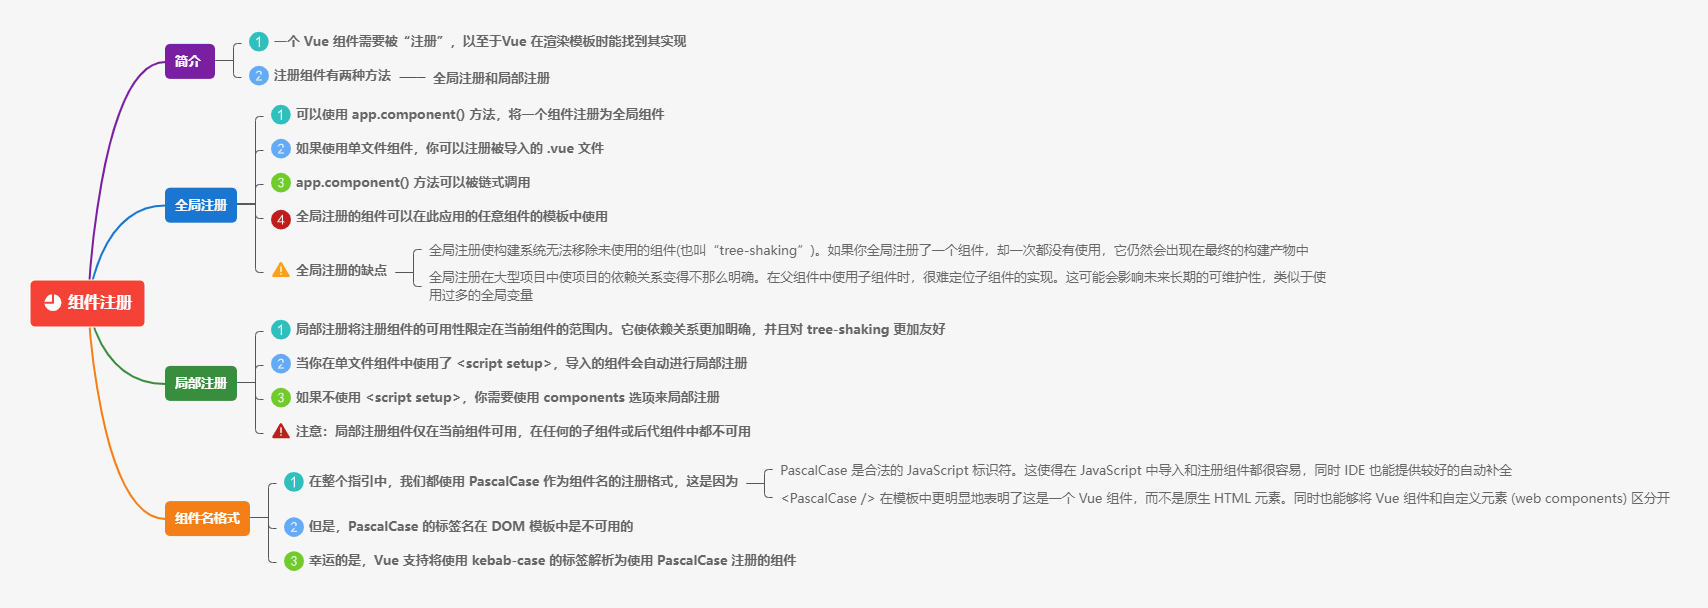 组件注册
简介
1 一个 Vue 组件需要被“注册”，以至于Vue 在渲染模板时能找到其实现
2 注册组件有两种方法
全局注册和局部注册
全局注册
1 可以使用 app.component() 方法，将一个组件注册为全局组件
2 如果使用单文件组件，你可以注册被导入的 .vue 文件
3 app.component() 方法可以被链式调用
4 全局注册的组件可以在此应用的任意组件的模板中使用
全局注册的缺点
全局注册使构建系统无法移除未使用的组件(也叫“tree-shaking”)。如果你全局注册了一个组件，却一次都没有使用，它仍然会出现在最终的构建产物中
全局注册在大型项目中使项目的依赖关系变得不那么明确。在父组件中使用子组件时，很难定位子组件的实现。这可能会影响未来长期的可维护性，类似于使
用过多的全局变量
局部注册
1 局部注册将注册组件的可用性限定在当前组件的范围内。它使依赖关系更加明确，并且对 tree-shaking 更加友好
2 当你在单文件组件中使用了 <script setup>，导入的组件会自动进行局部注册
3 如果不使用 <script setup>，你需要使用 components 选项来局部注册
注意：局部注册组件仅在当前组件可用，在任何的子组件或后代组件中都不可用
组件名格式
1 在整个指引中，我们都使用 PascalCase 作为组件名的注册格式，这是因为
PascalCase 是合法的 JavaScript 标识符。这使得在 JavaScript 中导入和注册组件都很容易，同时 IDE 也能提供较好的自动补全
<PascalCase /> 在模板中更明显地表明了这是一个 Vue 组件，而不是原生 HTML 元素。同时也能够将 Vue 组件和自定义元素 (web components) 区分开
2 但是，PascalCase 的标签名在 DOM 模板中是不可用的
3 幸运的是，Vue 支持将使用 kebab-case 的标签解析为使用 PascalCase 注册的组件